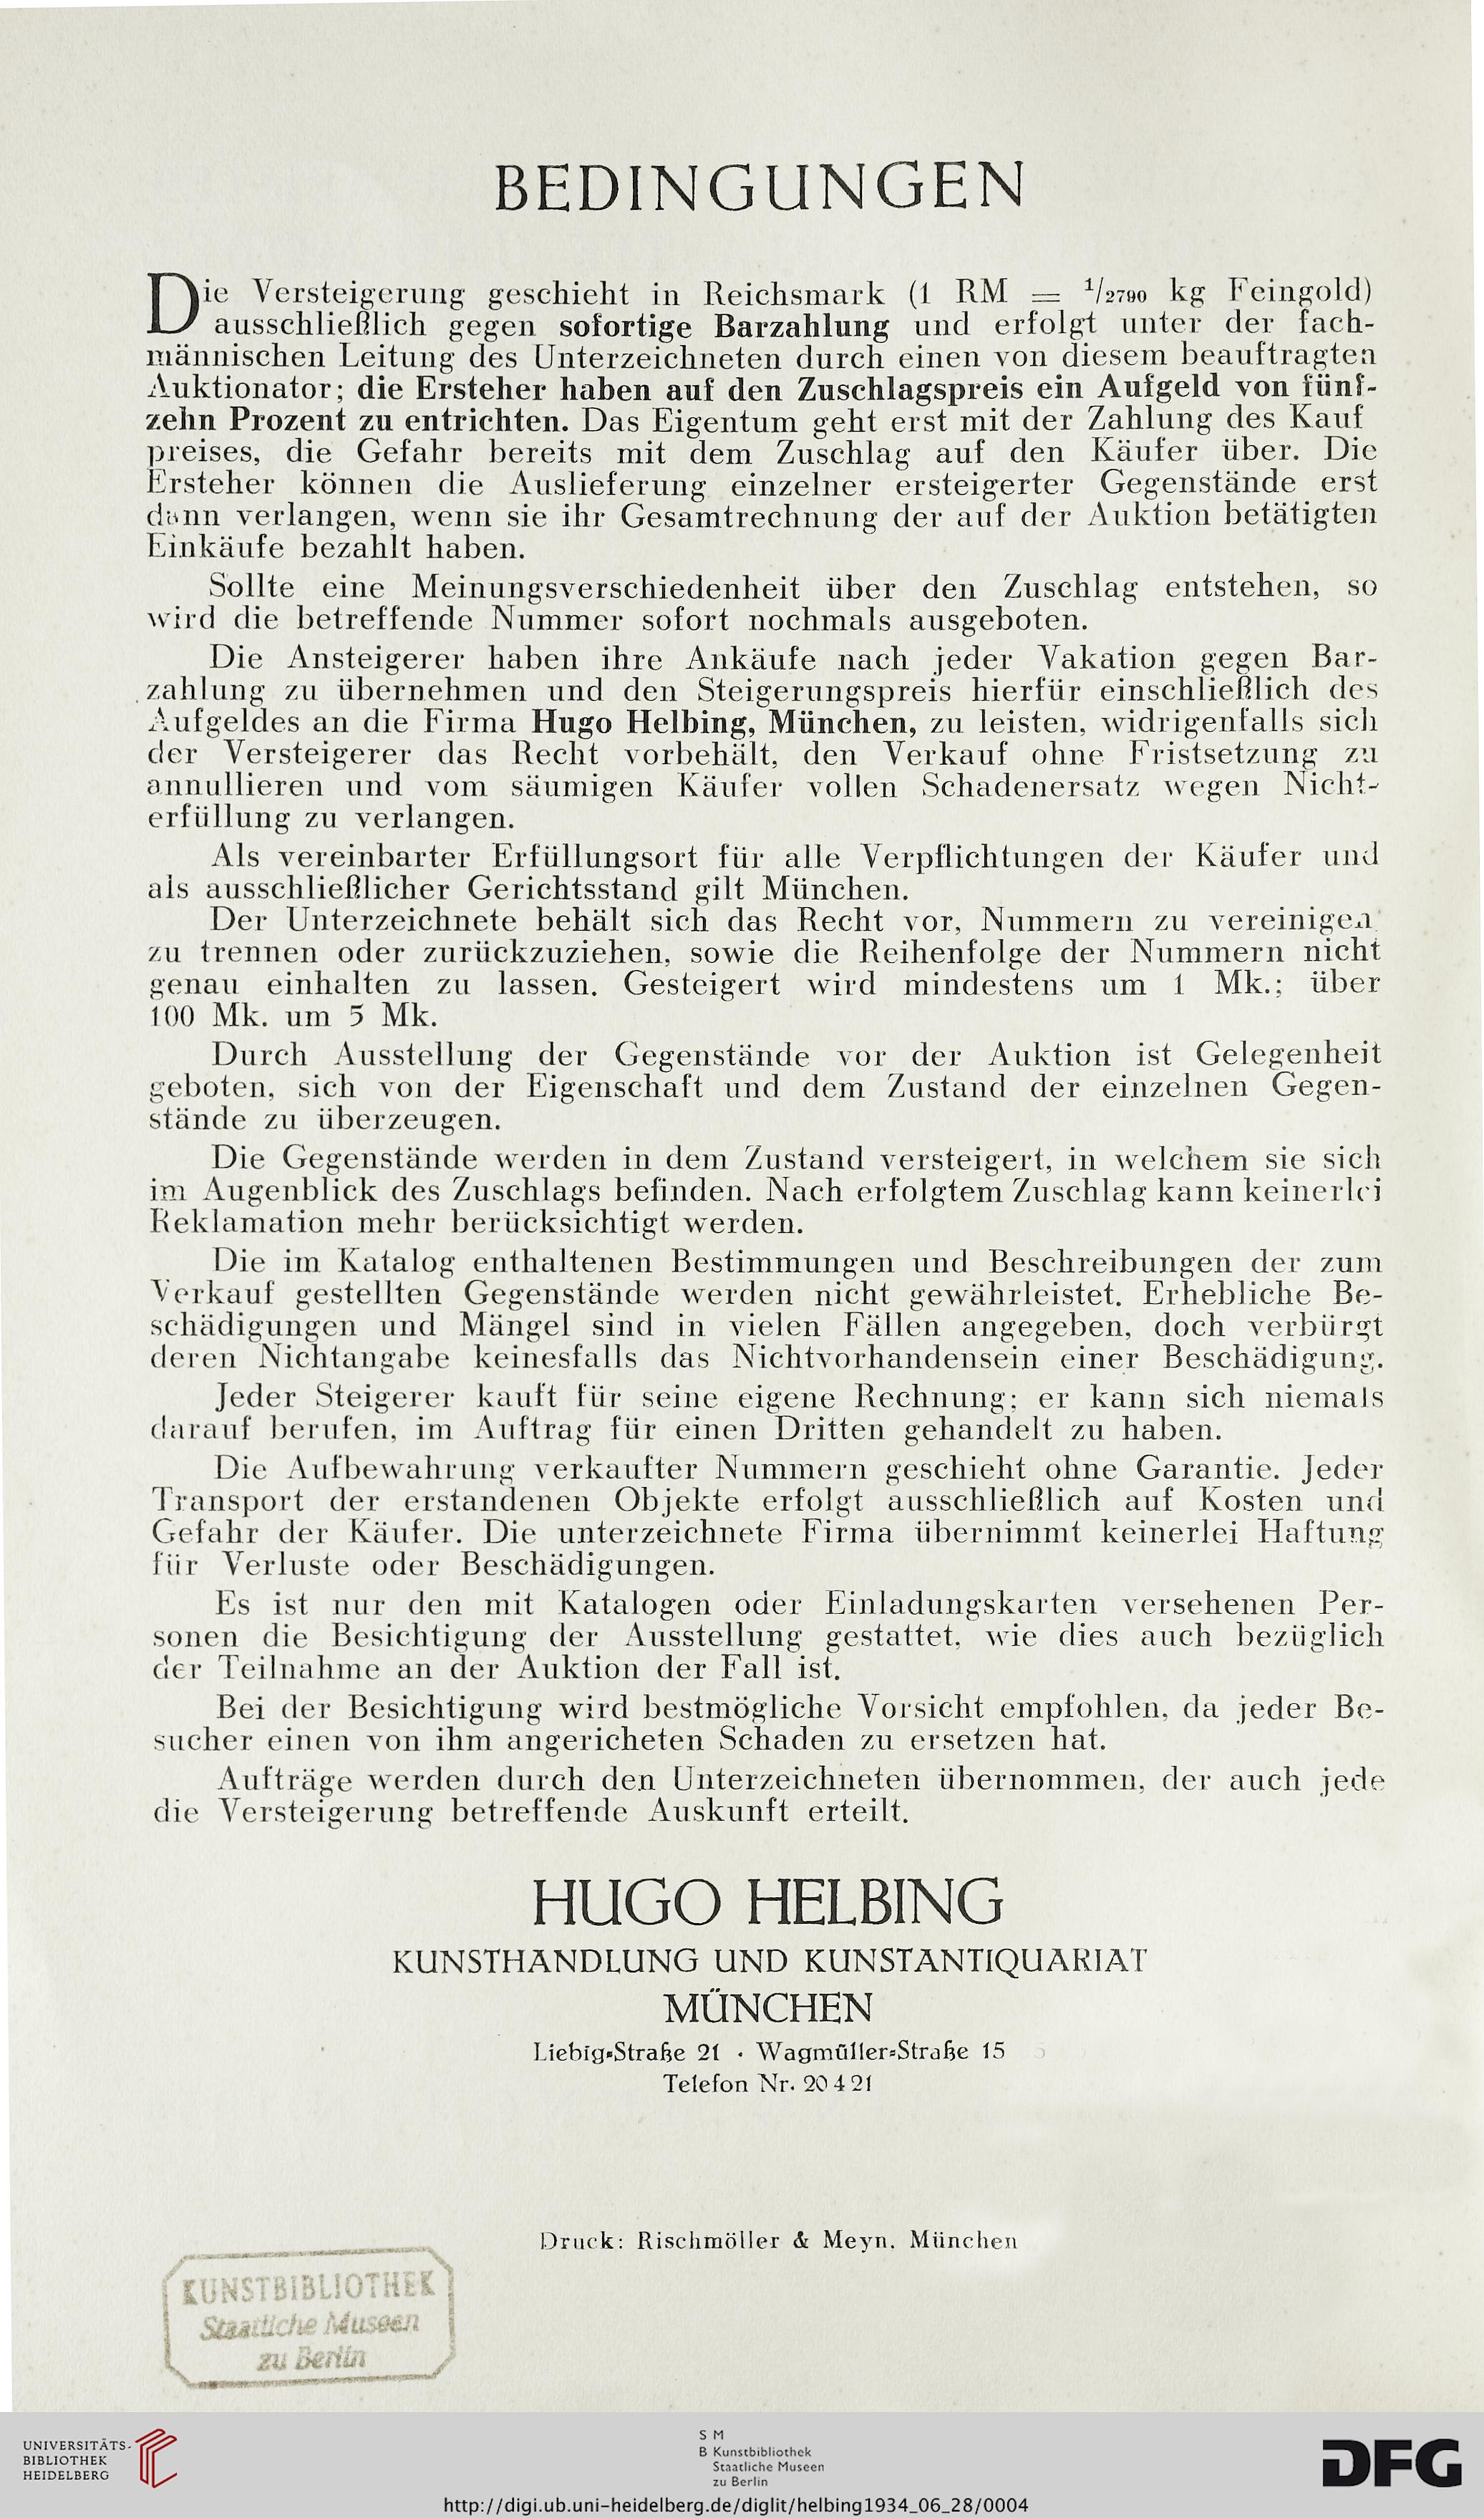 BEDINGUNGEN
Die Versteigerung geschieht in Reichsmark (1 RM = 1/2790 kg Feingold)
ausschließlich gegen sofortige Barzahlung und erfolgt unter der fach-
männischen Leitung des Unterzeichneten durch einen von diesem beauftragten
Auktionator; die Ersteher haben auf den Zuschlagspreis ein Aufgeld von fünf-
zehn Prozent zu entrichten. Das Eigentum geht erst mit der Zahlung des Kauf
preises, die Gefahr bereits mit dem Zuschlag auf den Käufer über. Die
Ersteher können die Auslieferung einzelner ersteigerter Gegenstände erst
dann verlangen, wenn sie ihr Gesamtrechnung der auf der Auktion betätigten
Einkäufe bezahlt haben.
Sollte eine Meinungsverschiedenheit über den Zuschlag entstehen, so
wird die betreffende Nummer sofort nochmals ausgeboten.
Die Ansteigerer haben ihre Ankäufe nach jeder Vakation gegen Bar-
zahlung zu übernehmen und den Steigerungspreis hierfür einschließlich des
Aufgeldes an die Firma Hugo Helbing, München, zu leisten, widrigenfalls sich
der Versteigerer das Recht vorbehält, den Verkauf ohne Fristsetzung zu
annullieren und vom säumigen Käufer vollen Schadenersatz wegen Nicht-
erfüllung zu verlangen.
Als vereinbarter Erfüllungsort für alle Verpflichtungen der Käufer und
als ausschließlicher Gerichtsstand gilt München.
Der Unterzeichnete behält sich das Recht vor, Nummern zu vereinigen
zu trennen oder zurückzuziehen, sowie die Reihenfolge der Nummern nicht
genau einhalten zu lassen. Gesteigert wird mindestens um 1 Mk.; über
100 Mk. um 5 Mk.
Durch Ausstellung der Gegenstände vor der Auktion ist Gelegenheit
geboten, sich von der Eigenschaft und dem Zustand der einzelnen Gegen-
stände zu überzeugen.
Die Gegenstände werden in dem Zustand versteigert, in welchem sie sich
im Augenblick des Zuschlags befinden. Nach erfolgtem Zuschlag kann keinerlei
Reklamation mehr berücksichtigt werden.
Die im Katalog enthaltenen Bestimmungen und Beschreibungen der zum
Verkauf gestellten Gegenstände werden nicht gewährleistet. Erhebliche Be-
schädigungen und Mängel sind in vielen Fällen angegeben, doch verbürgt
deren Nichtangabe keinesfalls das Nichtvorhandensein einer Beschädigung.
Jeder Steigerer kauft für seine eigene Rechnung; er kann sich niemals
darauf berufen, im Auftrag für einen Dritten gehandelt zu haben.
Die Aufbewahrung verkaufter Nummern geschieht ohne Garantie. Jeder
Transport der erstandenen Objekte erfolgt ausschließlich auf Kosten und
Gefahr der Käufer. Die unterzeichnete Firma übernimmt keinerlei Haftung
für Verluste oder Beschädigungen.
Es ist nur den mit Katalogen oder Einladungskarten versehenen Per-
sonen die Besichtigung der Ausstellung gestattet, wie dies auch bezüglich
der Teilnahme an der Auktion der Fall ist.
Bei der Besichtigung wird bestmögliche Vorsicht empfohlen, da jeder Be-
sucher einen von ihm angericheten Schaden zu ersetzen hat.
Aufträge werden durch den Unterzeichneten übernommen, der auch jede
die Versteigerung betreffende Auskunft erteilt.
HUGO HELBING
KUNSTHANDLUNG UND KUNSTANTIQUARIAT
MÜNCHEN
Liebig-Straße 21 · Wagmüller-Straße 15
Telefon Nr. 20 4 21
Druck: Rischmöller & Meyn, München
KUNSTBIBLIOTHEK
Staatliche Museen
zu Berlin
UNIVERSITÄTS-
BIBLIOTHEK
HEIDELBERG
S M
B Kunstbibliothek
Staatliche Museen
zu Berlin
DFG
http://digi.ub.uni-heidelberg.de/diglit/helbing1934_06_28/0004